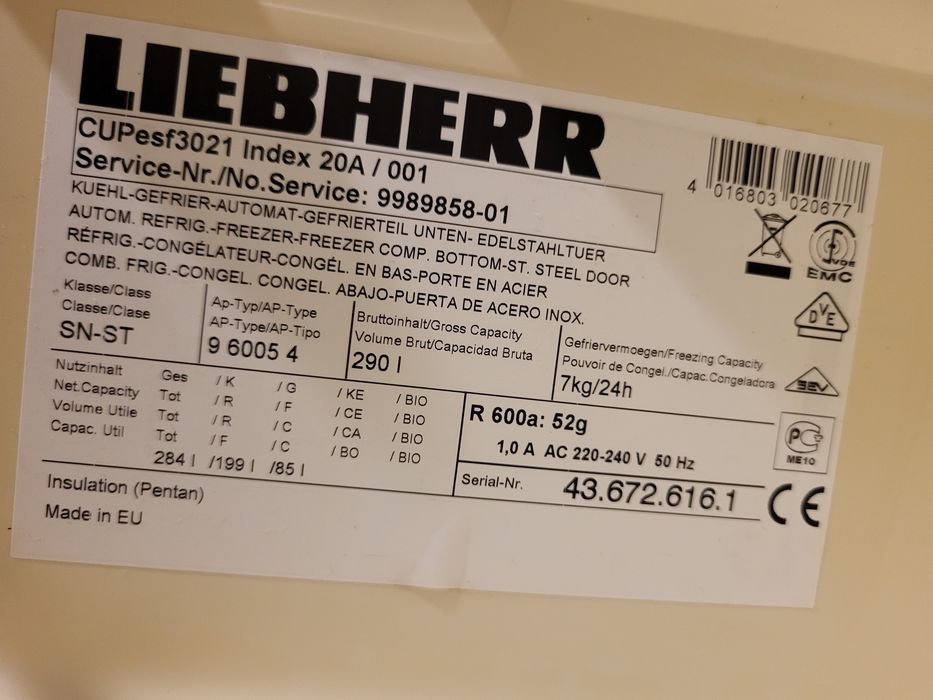 LIEBHERR
CUPesf3021 Index 20A / 001
Service-Nr./No.Service: 9989858-01
4 016803 020677
KUEHL-GEFRIER-AUTOMAT-GEFRIERTEIL UNTEN- EDELSTAHLTUER
AUTOM. REFRIG.-FREEZER-FREEZER COMP. BOTTOM-ST. STEEL DOOR
RÉFRIG.-CONGÉLATEUR-CONGÉL. EN BAS-PORTE EN ACIER
COMB. FRIG.-CONGEL. CONGEL. ABAJO-PUERTA DE ACERO INOX.
VDE
EMC
DVE
Klasse/Class
Classe/Clase
SN-ST
Ap-Typ/AP-Type
AP-Type/AP-Tipo
9 6005 4
Bruttoinhalt/Gross Capacity
Volume Brut/Capacidad Bruta
290 l
Gefriervermoegen/Freezing Capacity
Pouvoir de Congel./Capac.Congeladora
7kg/24h
SEV
Nutzinhalt Ges / K / G / KE / BIO
Net.Capacity Tot / R / F / CE / BIO
Volume Utile Tot / R / C / CA / BIO
Capac. Util Tot / F / C / BO / BIO
284 l /199 l /85 l
R 600a: 52g
1,0 A AC 220-240 V 50 Hz
PC
ME10
Insulation (Pentan)
Made in EU
Serial-Nr. 43.672.616.1
CE